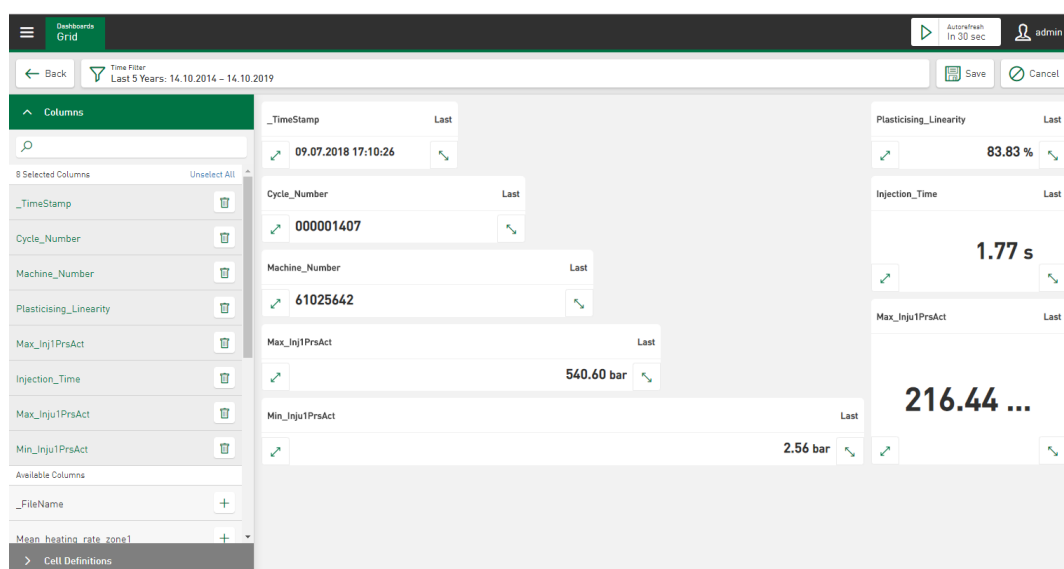 Dashboards
Grid
Autorefresh
In 30 sec
admin
Back
Time Filter
Last 5 Years: 14.10.2014 – 14.10.2019
Save
Cancel
Columns
8 Selected Columns Unselect All
_TimeStamp
Cycle_Number
Machine_Number
Plasticising_Linearity
Max_Inj1PrsAct
Injection_Time
Max_Inju1PrsAct
Min_Inju1PrsAct
Available Columns
_FileName
Mean_heating_rate_zone1
Cell Definitions
_TimeStamp Last
09.07.2018 17:10:26
Cycle_Number Last
000001407
Machine_Number Last
61025642
Max_Inj1PrsAct Last
540.60 bar
Min_Inju1PrsAct Last
2.56 bar
Plasticising_Linearity Last
83.83 %
Injection_Time Last
1.77 s
Max_Inju1PrsAct Last
216.44 ...